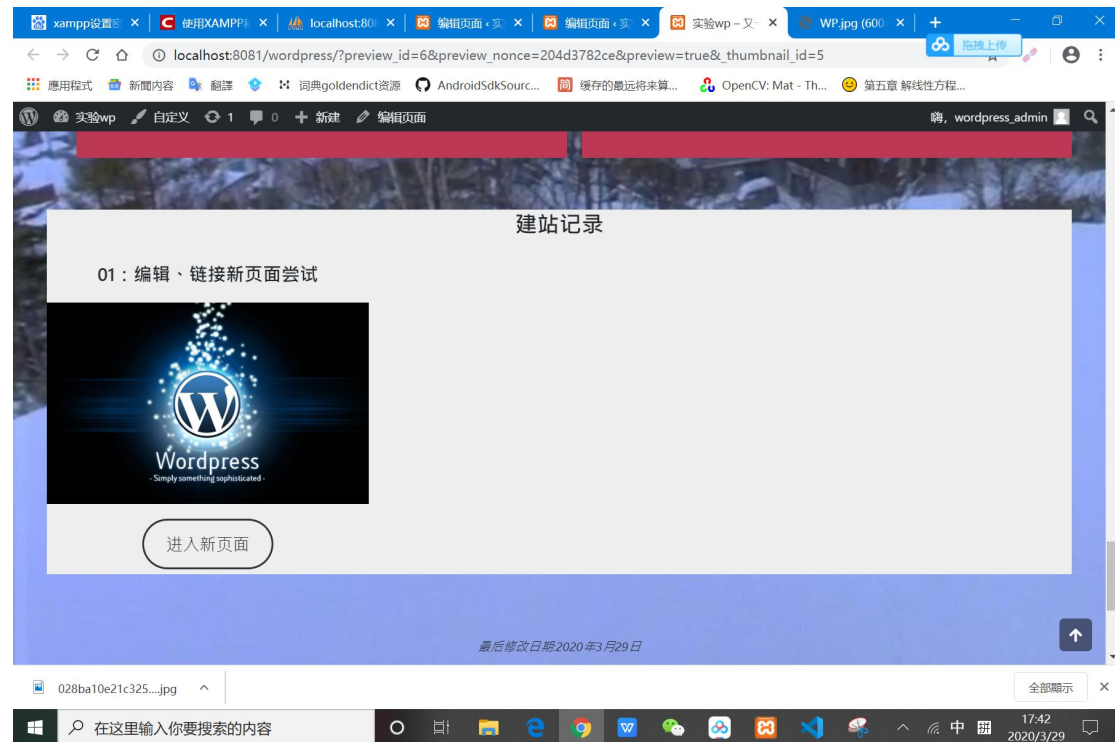 xampp设置密
使用XAMPP和
localhost:808
编辑页面 ‹ 实
编辑页面 ‹ 实
实验wp – 又一
WP.jpg (600
拖拽上传
localhost:8081/wordpress/?preview_id=6&preview_nonce=204d3782ce&preview=true&_thumbnail_id=5
應用程式 新聞內容 翻譯 词典goldendict资源 AndroidSdkSourc... 缓存的最远将来算... OpenCV: Mat - Th... 第五章 解线性方程...
实验wp 自定义 1 0 新建 编辑页面 嗨，wordpress_admin
建站记录
01：编辑、链接新页面尝试
W
Wordpress
- Simply something sophisticated -
进入新页面
最后修改日期:2020年3月29日
028ba10e21c325....jpg
全部顯示
在这里输入你要搜索的内容
中 拼
17:42
2020/3/29